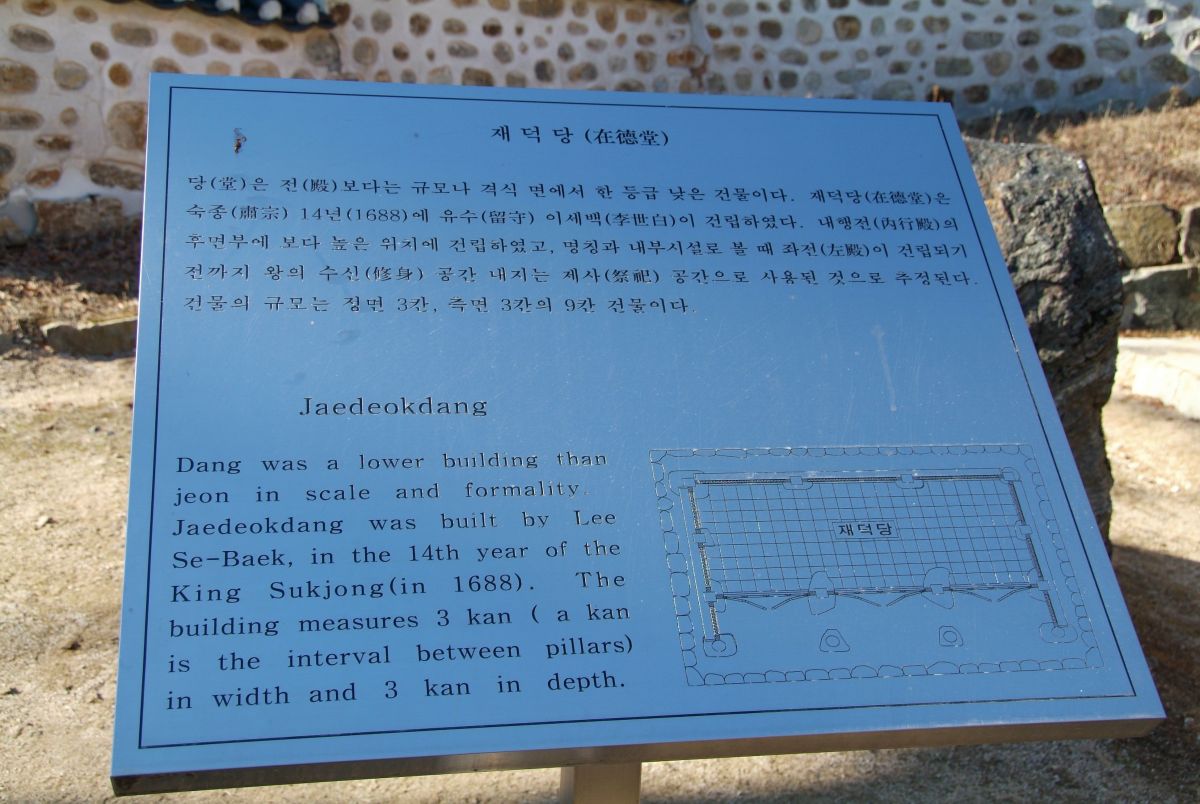 재덕당 (在德堂)
당(堂)은 전(殿)보다는 규모나 격식 면에서 한 등급 낮은 건물이다. 재덕당(在德堂)은
숙종(肅宗) 14년(1688)에 유수(留守) 이세백(李世白)이 건립하였다. 내행전(內行殿)의
후면부에 보다 높은 위치에 건립하였고, 명칭과 내부시설로 볼 때 좌전(左殿)이 건립되기
전까지 왕의 수신(修身) 공간 내지는 제사(祭祀) 공간으로 사용된 것으로 추정된다.
건물의 규모는 정면 3칸, 측면 3칸의 9칸 건물이다.
Jaedeokdang
Dang was a lower building than
jeon in scale and formality.
Jaedeokdang was built by Lee
Se-Baek, in the 14th year of the
King Sukjong(in 1688). The
building measures 3 kan ( a kan
is the interval between pillars)
in width and 3 kan in depth.
재덕당